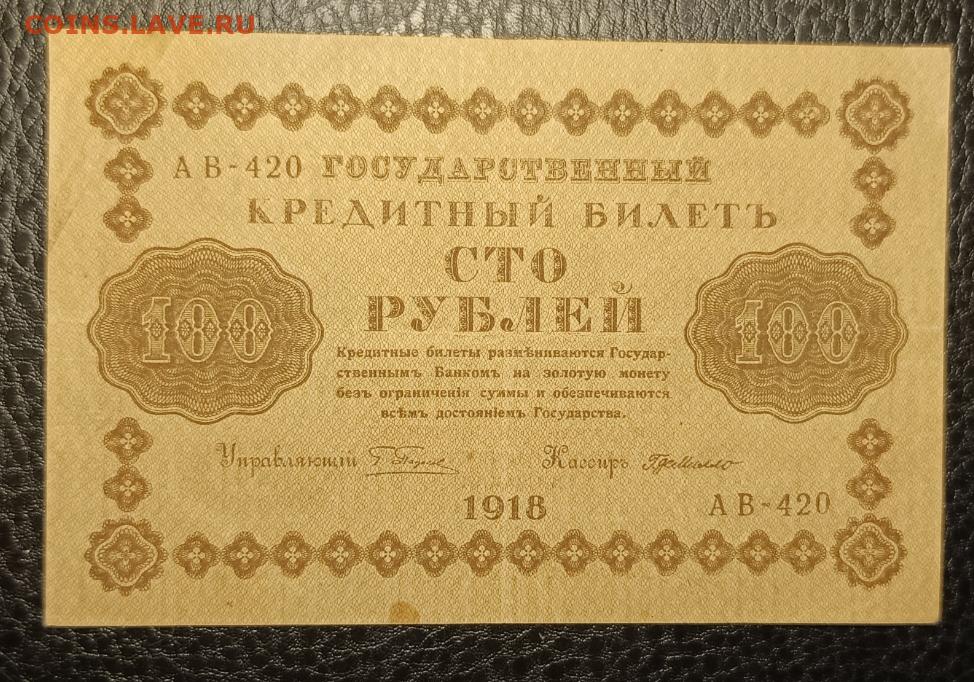 COINS.LAVE.RU
АВ-420 ГОСУДАРСТВЕННЫЙ
КРЕДИТНЫЙ БИЛЕТЪ
СТО
РУБЛЕЙ
100
100
Кредитные билеты размѣниваются Государ-
ственнымъ Банкомъ на золотую монету
безъ ограниченія суммы и обезпечиваются
всѣмъ достояніемъ Государства.
Управляющій
Кассиръ
1918
АВ-420